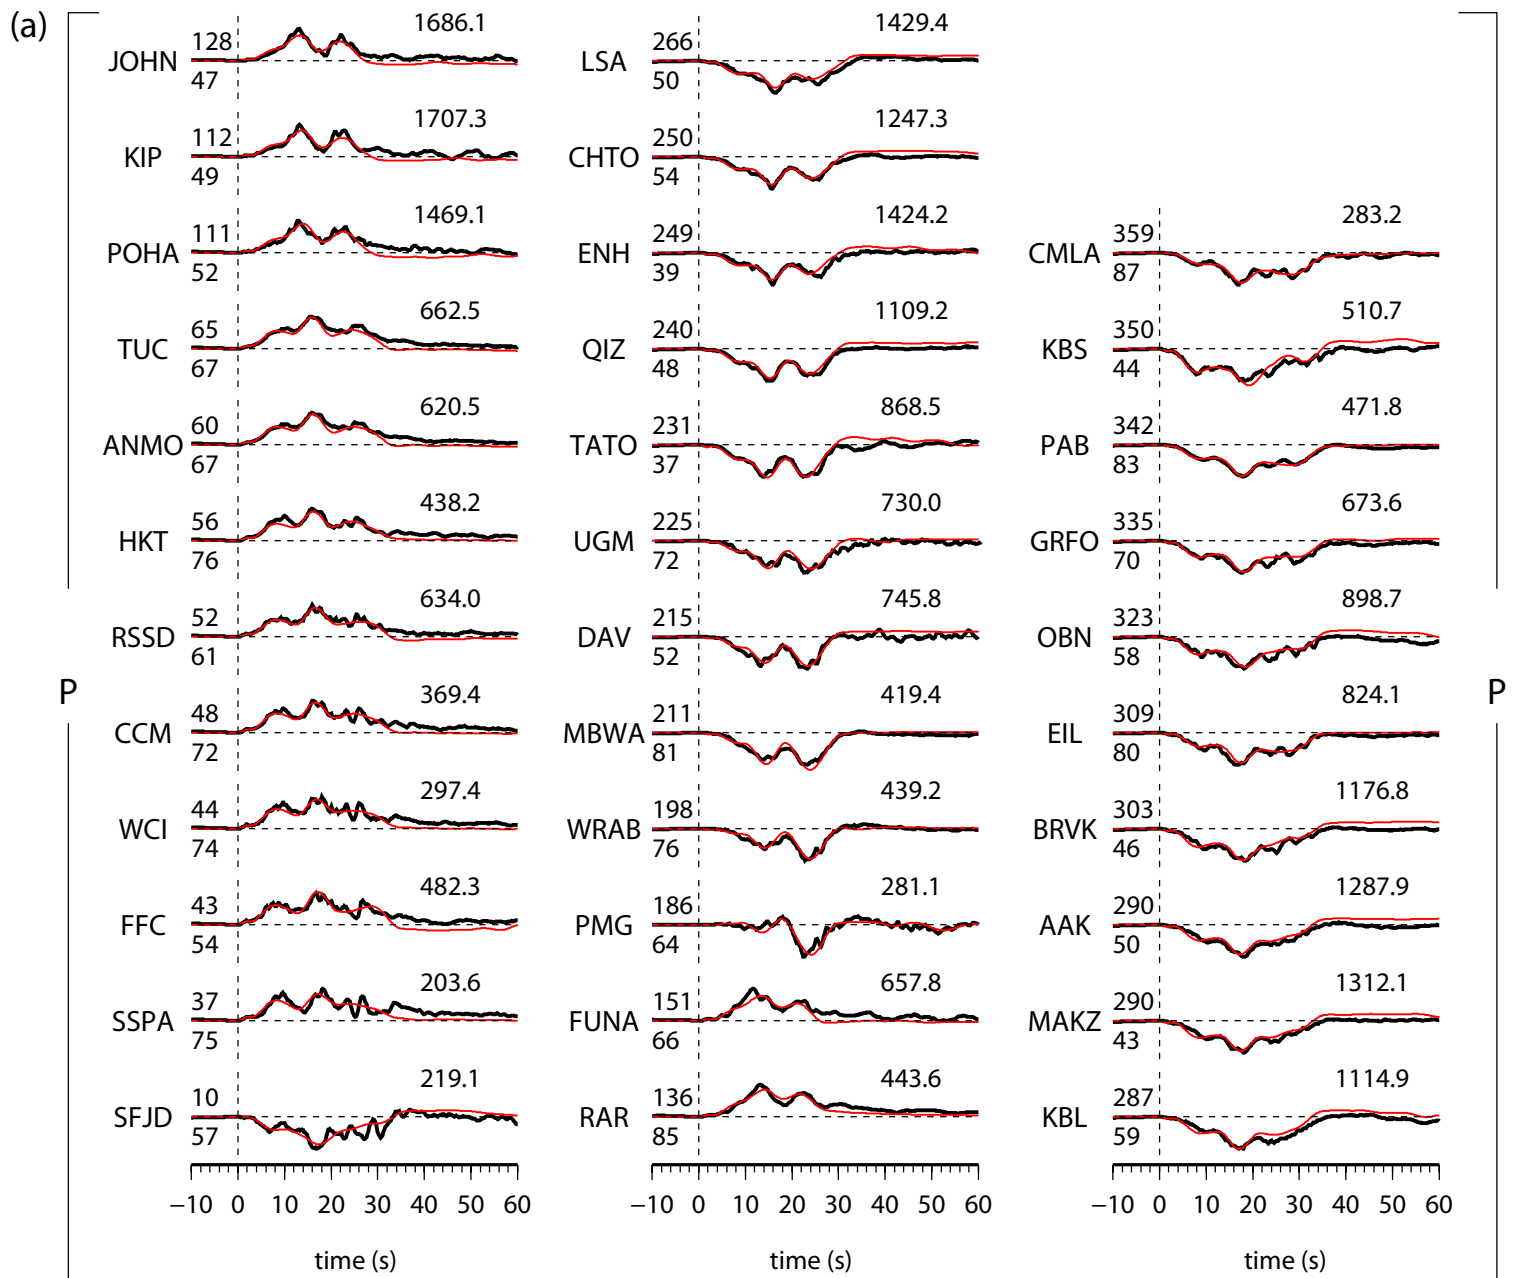 (a)
P
P
128 1686.1
JOHN
47
112 1707.3
KIP
49
111 1469.1
POHA
52
65 662.5
TUC
67
60 620.5
ANMO
67
56 438.2
HKT
76
52 634.0
RSSD
61
48 369.4
CCM
72
44 297.4
WCI
74
43 482.3
FFC
54
37 203.6
SSPA
75
10 219.1
SFJD
57
−10 0 10 20 30 40 50 60
time (s)
266 1429.4
LSA
50
250 1247.3
CHTO
54
249 1424.2
ENH
39
240 1109.2
QIZ
48
231 868.5
TATO
37
225 730.0
UGM
72
215 745.8
DAV
52
211 419.4
MBWA
81
198 439.2
WRAB
76
186 281.1
PMG
64
151 657.8
FUNA
66
136 443.6
RAR
85
−10 0 10 20 30 40 50 60
time (s)
359 283.2
CMLA
87
350 510.7
KBS
44
342 471.8
PAB
83
335 673.6
GRFO
70
323 898.7
OBN
58
309 824.1
EIL
80
303 1176.8
BRVK
46
290 1287.9
AAK
50
290 1312.1
MAKZ
43
287 1114.9
KBL
59
−10 0 10 20 30 40 50 60
time (s)